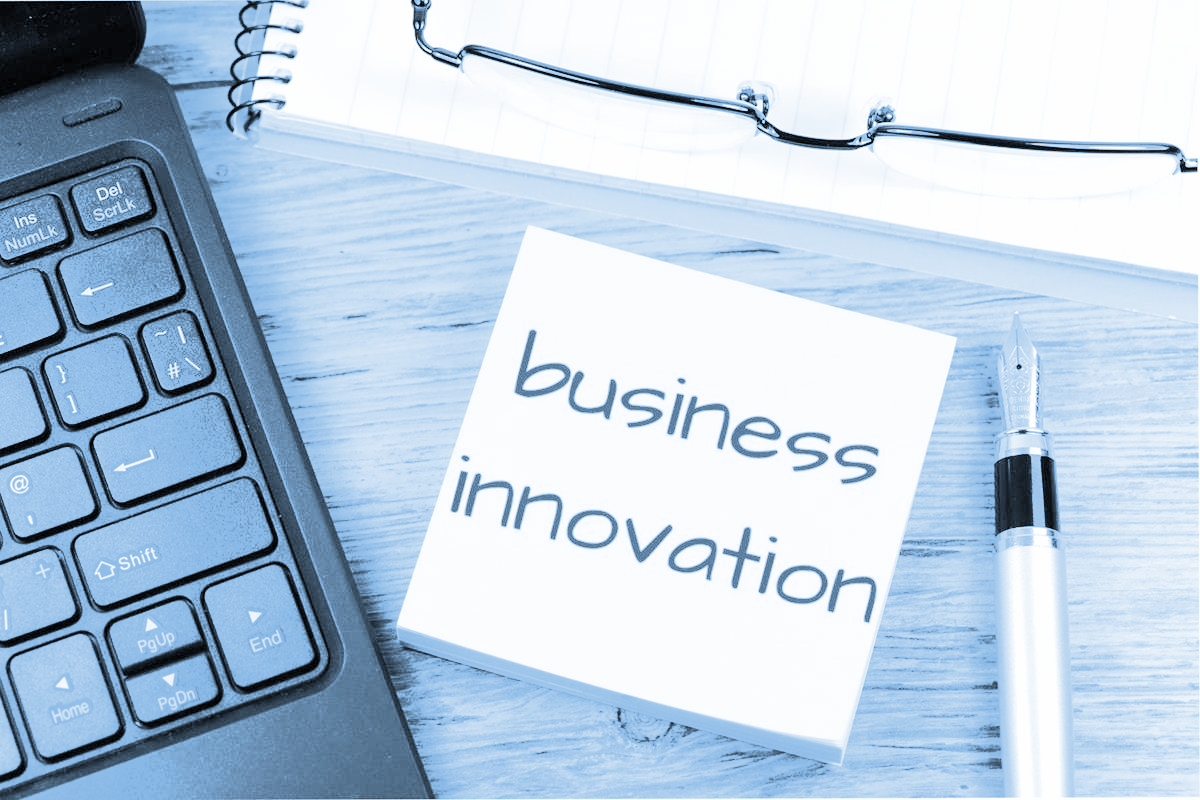 Ins
NumLk
Del
ScrLk
←
~ |
# \
}
]
@
'
⇧ Shift
+
/
PgUp
End
Home
PgDn
business
innovation